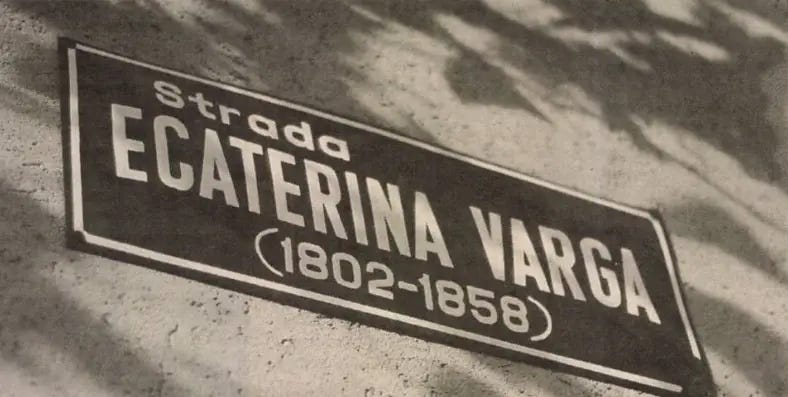 Strada
ECATERINA VARGA
(1802-1858)